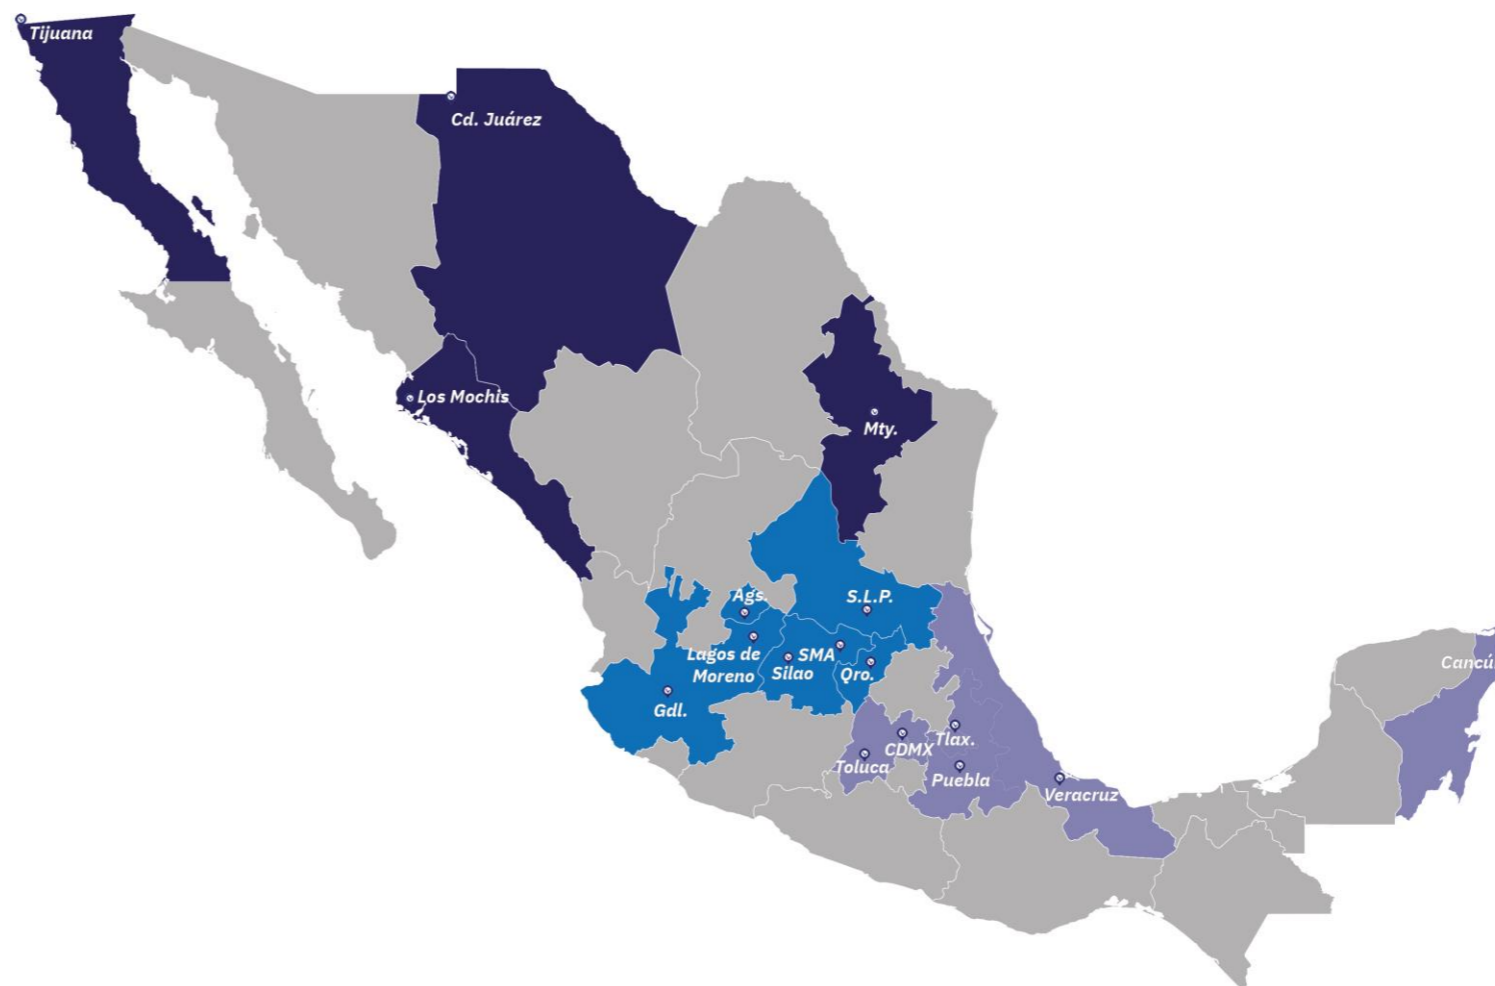 Tijuana
Cd. Juárez
Los Mochis
Mty.
Ags.
S.L.P.
Lagos de
Moreno
SMA
Silao
Qro.
Gdl.
Cancú
CDMX
Tlax.
Toluca
Puebla
Veracruz